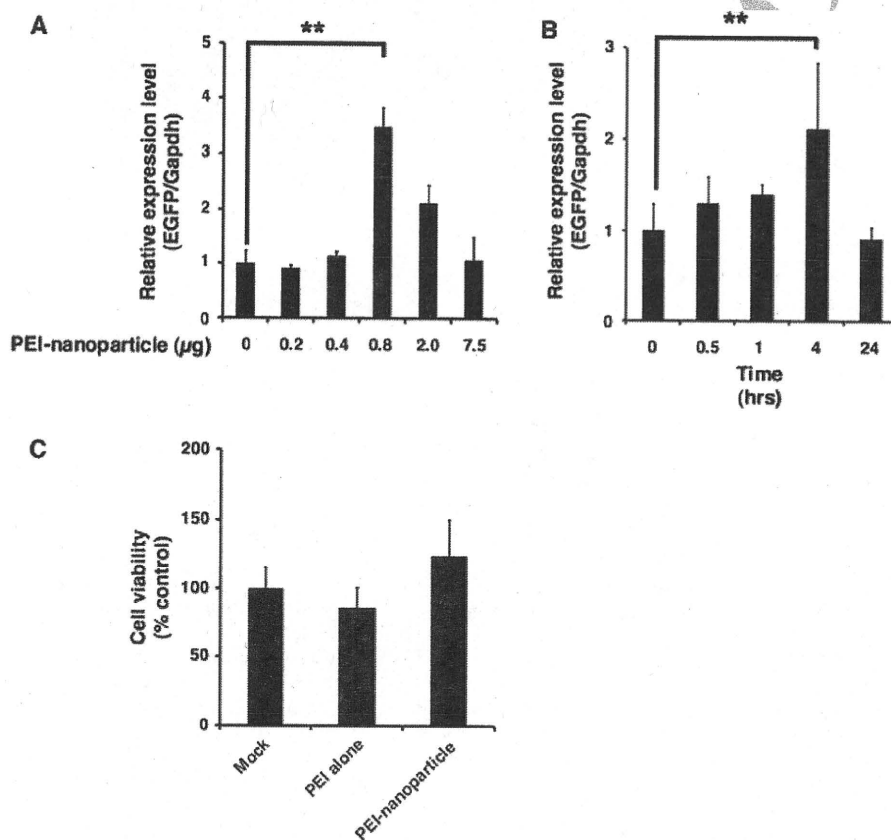 A
**
Relative expression level
(EGFP/Gapdh)
5
4
3
2
1
0
PEI-nanoparticle (µg)
0 0.2 0.4 0.8 2.0 7.5
B
**
Relative expression level
(EGFP/Gapdh)
3
2
1
0
0 0.5 1 4 24
Time
(hrs)
C
Cell viability
(% control)
200
150
100
50
0
Mock
PEI alone
PEI-nanoparticle